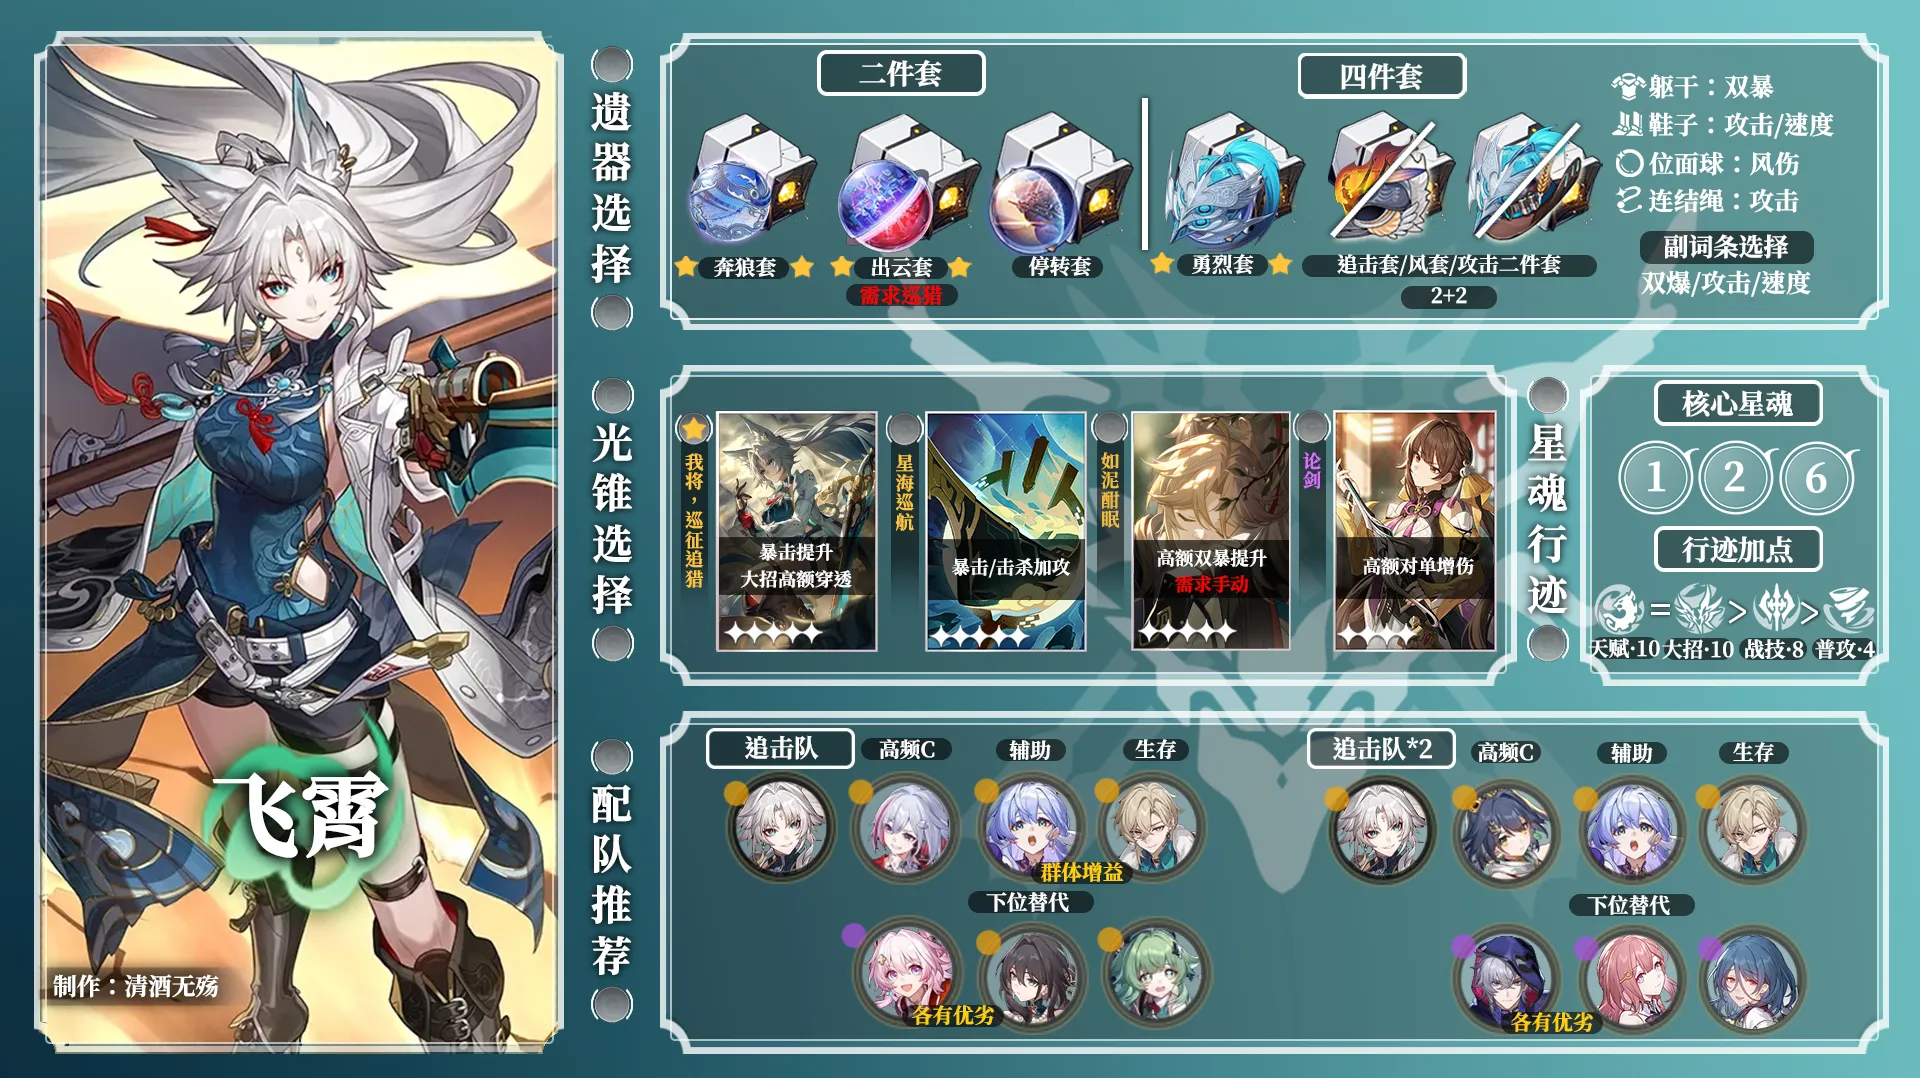 飞霄
制作：清酒无殇
遗器选择
二件套
奔狼套
出云套
需求巡猎
停转套
四件套
勇烈套
追击套/风套/攻击二件套
2+2
躯干：双暴
鞋子：攻击/速度
位面球：风伤
连结绳：攻击
副词条选择
双爆/攻击/速度
光锥选择
我将，巡征追猎
暴击提升
大招高额穿透
星海巡航
暴击/击杀加攻
如泥酣眠
高额双暴提升
需求手动
论剑
高额对单增伤
星魂行迹
核心星魂
1 2 6
行迹加点
= > >
天赋·10 大招·10 战技·8 普攻·4
配队推荐
追击队
高频C
辅助
生存
群体增益
下位替代
各有优劣
追击队*2
高频C
辅助
生存
下位替代
各有优劣